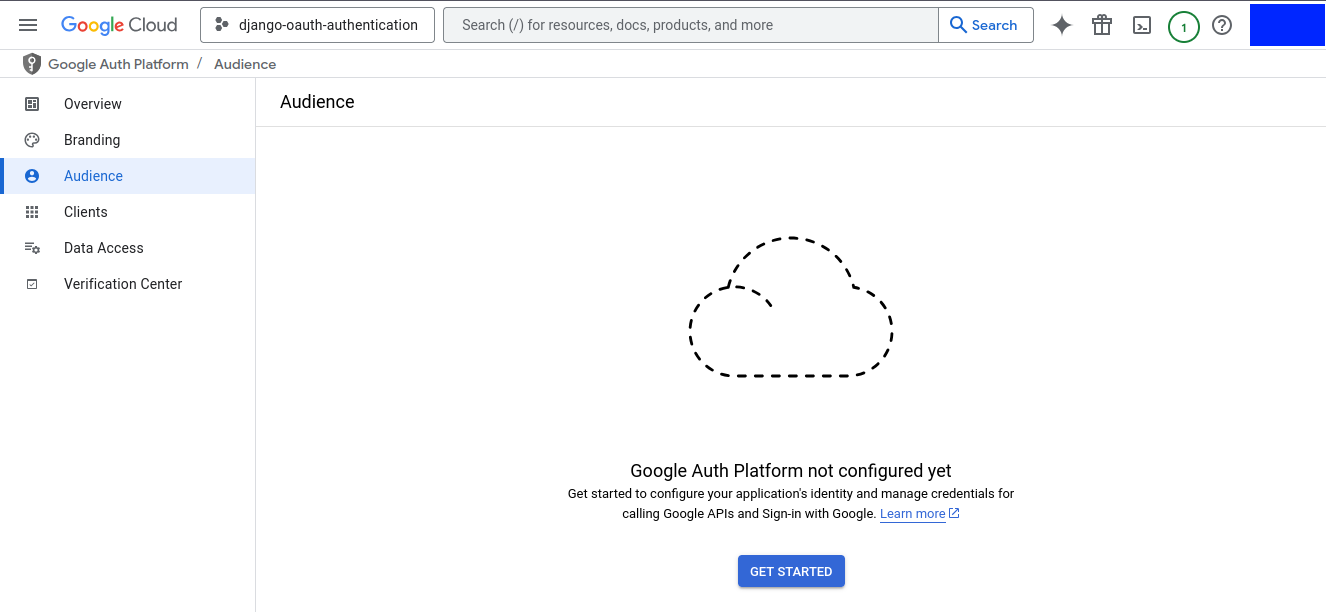 Google Cloud
django-oauth-authentication
Search (/) for resources, docs, products, and more
Search
1
Google Auth Platform / Audience
Overview
Branding
Audience
Clients
Data Access
Verification Center
Audience
Google Auth Platform not configured yet
Get started to configure your application's identity and manage credentials for
calling Google APIs and Sign-in with Google. Learn more
GET STARTED